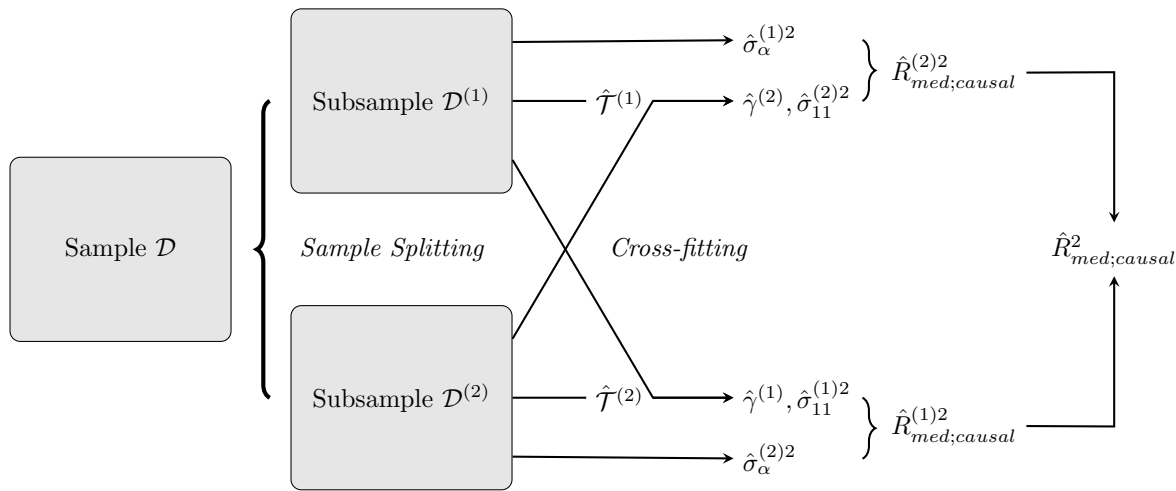 Sample 𝒟
Subsample 𝒟⁽¹⁾
Sample Splitting
Subsample 𝒟⁽²⁾
𝒯̂⁽¹⁾
Cross-fitting
𝒯̂⁽²⁾
σ̂_α^{(1)2}
γ̂^{(2)}, σ̂_{11}^{(2)2}
γ̂^{(1)}, σ̂_{11}^{(1)2}
σ̂_α^{(2)2}
R̂_{med;causal}^{(2)2}
R̂_{med;causal}^{(1)2}
R̂_{med;causal}^{2}